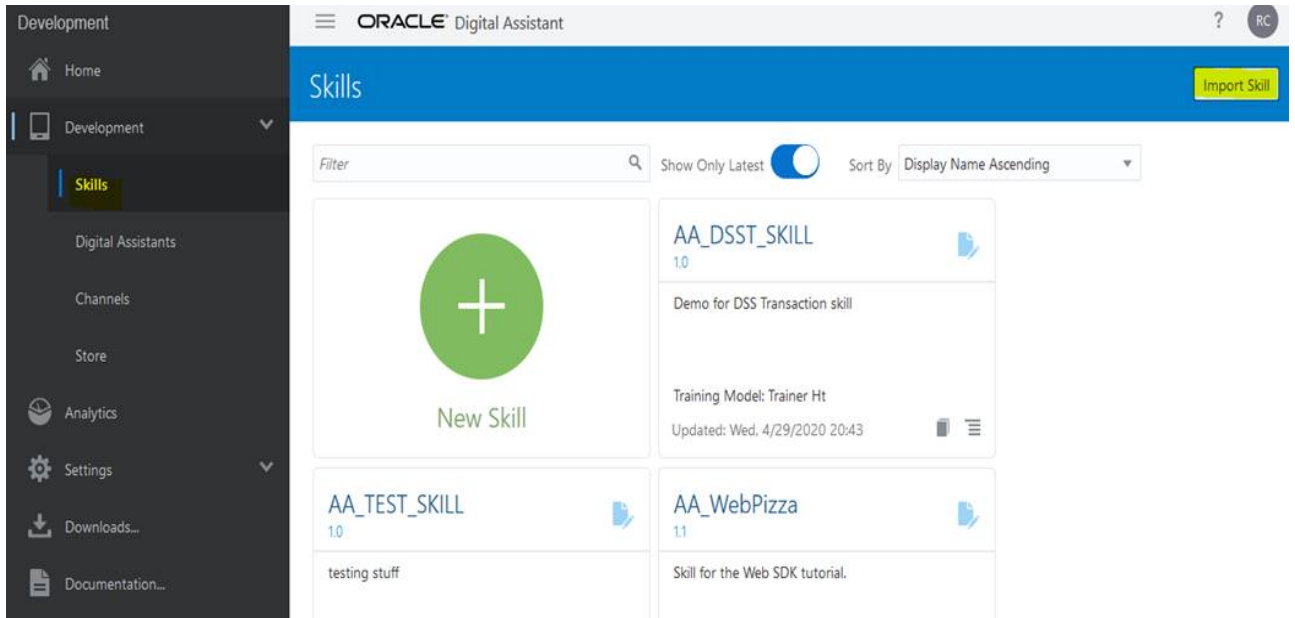 Development
Home
Development
Skills
Digital Assistants
Channels
Store
Analytics
Settings
Downloads...
Documentation...
ORACLE® Digital Assistant
?
RC
Skills
Import Skill
Filter
Show Only Latest
Sort By Display Name Ascending
New Skill
AA_DSST_SKILL
1.0
Demo for DSS Transaction skill
Training Model: Trainer Ht
Updated: Wed, 4/29/2020 20:43
AA_TEST_SKILL
1.0
testing stuff
AA_WebPizza
1.1
Skill for the Web SDK tutorial.